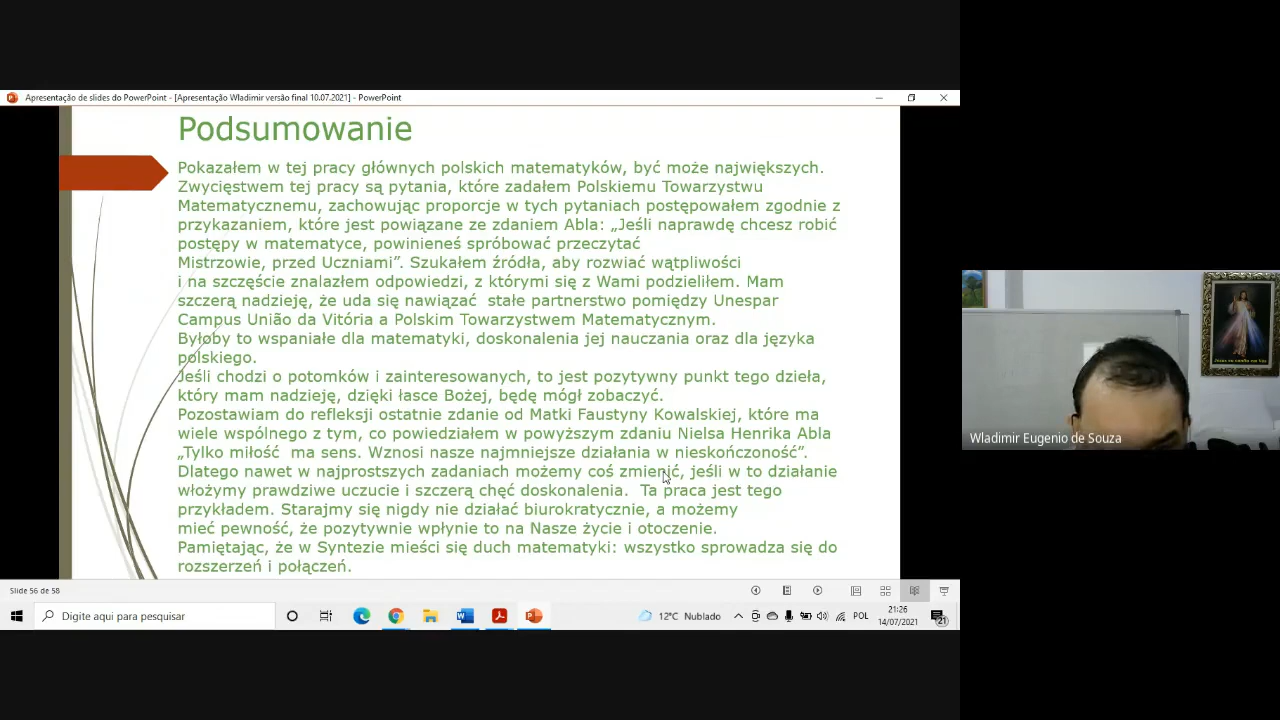 Apresentação de slides do PowerPoint - [Apresentação Wladimir versão final 10.07.2021] - PowerPoint
Podsumowanie
Pokazałem w tej pracy głównych polskich matematyków, być może największych.
Zwycięstwem tej pracy są pytania, które zadałem Polskiemu Towarzystwu
Matematycznemu, zachowując proporcje w tych pytaniach postępowałem zgodnie z
przykazaniem, które jest powiązane ze zdaniem Abla: „Jeśli naprawdę chcesz robić
postępy w matematyce, powinieneś spróbować przeczytać
Mistrzowie, przed Uczniami”. Szukałem źródła, aby rozwiać wątpliwości
i na szczęście znalazłem odpowiedzi, z którymi się z Wami podzieliłem. Mam
szczerą nadzieję, że uda się nawiązać  stałe partnerstwo pomiędzy Unespar
Campus União da Vitória a Polskim Towarzystwem Matematycznym.
Byłoby to wspaniałe dla matematyki, doskonalenia jej nauczania oraz dla języka
polskiego.
Jeśli chodzi o potomków i zainteresowanych, to jest pozytywny punkt tego dzieła,
który mam nadzieję, dzięki łasce Bożej, będę mógł zobaczyć.
Pozostawiam do refleksji ostatnie zdanie od Matki Faustyny Kowalskiej, które ma
wiele wspólnego z tym, co powiedziałem w powyższym zdaniu Nielsa Henrika Abla
„Tylko miłość  ma sens. Wznosi nasze najmniejsze działania w nieskończoność”.
Dlatego nawet w najprostszych zadaniach możemy coś zmienić, jeśli w to działanie
włożymy prawdziwe uczucie i szczerą chęć doskonalenia.  Ta praca jest tego
przykładem. Starajmy się nigdy nie działać biurokratycznie, a możemy
mieć pewność, że pozytywnie wpłynie to na Nasze życie i otoczenie.
Pamiętając, że w Syntezie mieści się duch matematyki: wszystko sprowadza się do
rozszerzeń i połączeń.
Slide 56 de 58
Digite aqui para pesquisar
12°C Nublado
POL
21:26
14/07/2021
21
Wladimir Eugenio de Souza